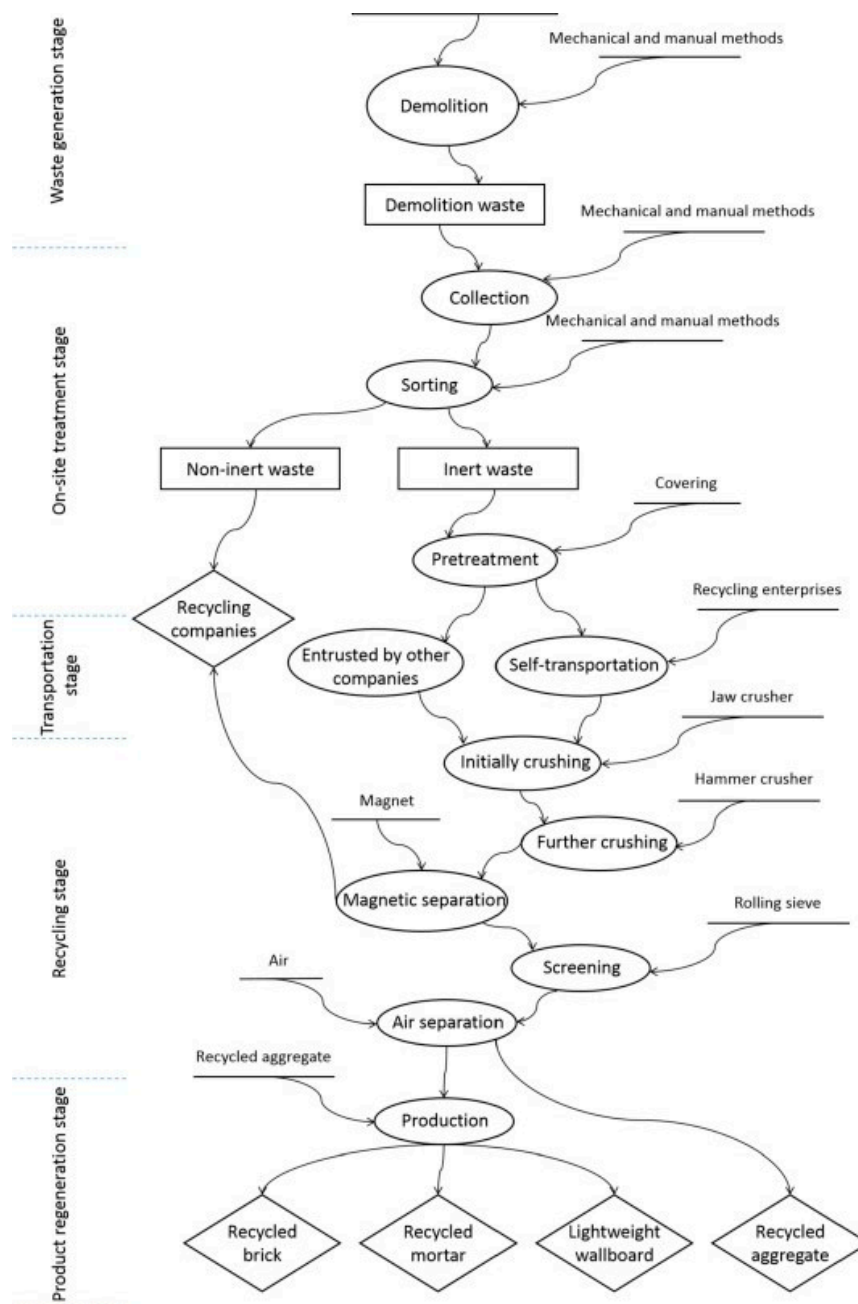 Waste generation stage
Mechanical and manual methods
Demolition
Demolition waste
Mechanical and manual methods
Collection
On-site treatment stage
Mechanical and manual methods
Sorting
Non-inert waste
Inert waste
Covering
Pretreatment
Recycling
companies
Transportation
stage
Recycling enterprises
Entrusted by other
companies
Self-transportation
Jaw crusher
Initially crushing
Recycling stage
Hammer crusher
Magnet
Further crushing
Magnetic separation
Rolling sieve
Screening
Air
Air separation
Product regeneration stage
Recycled aggregate
Production
Recycled
brick
Recycled
mortar
Lightweight
wallboard
Recycled
aggregate